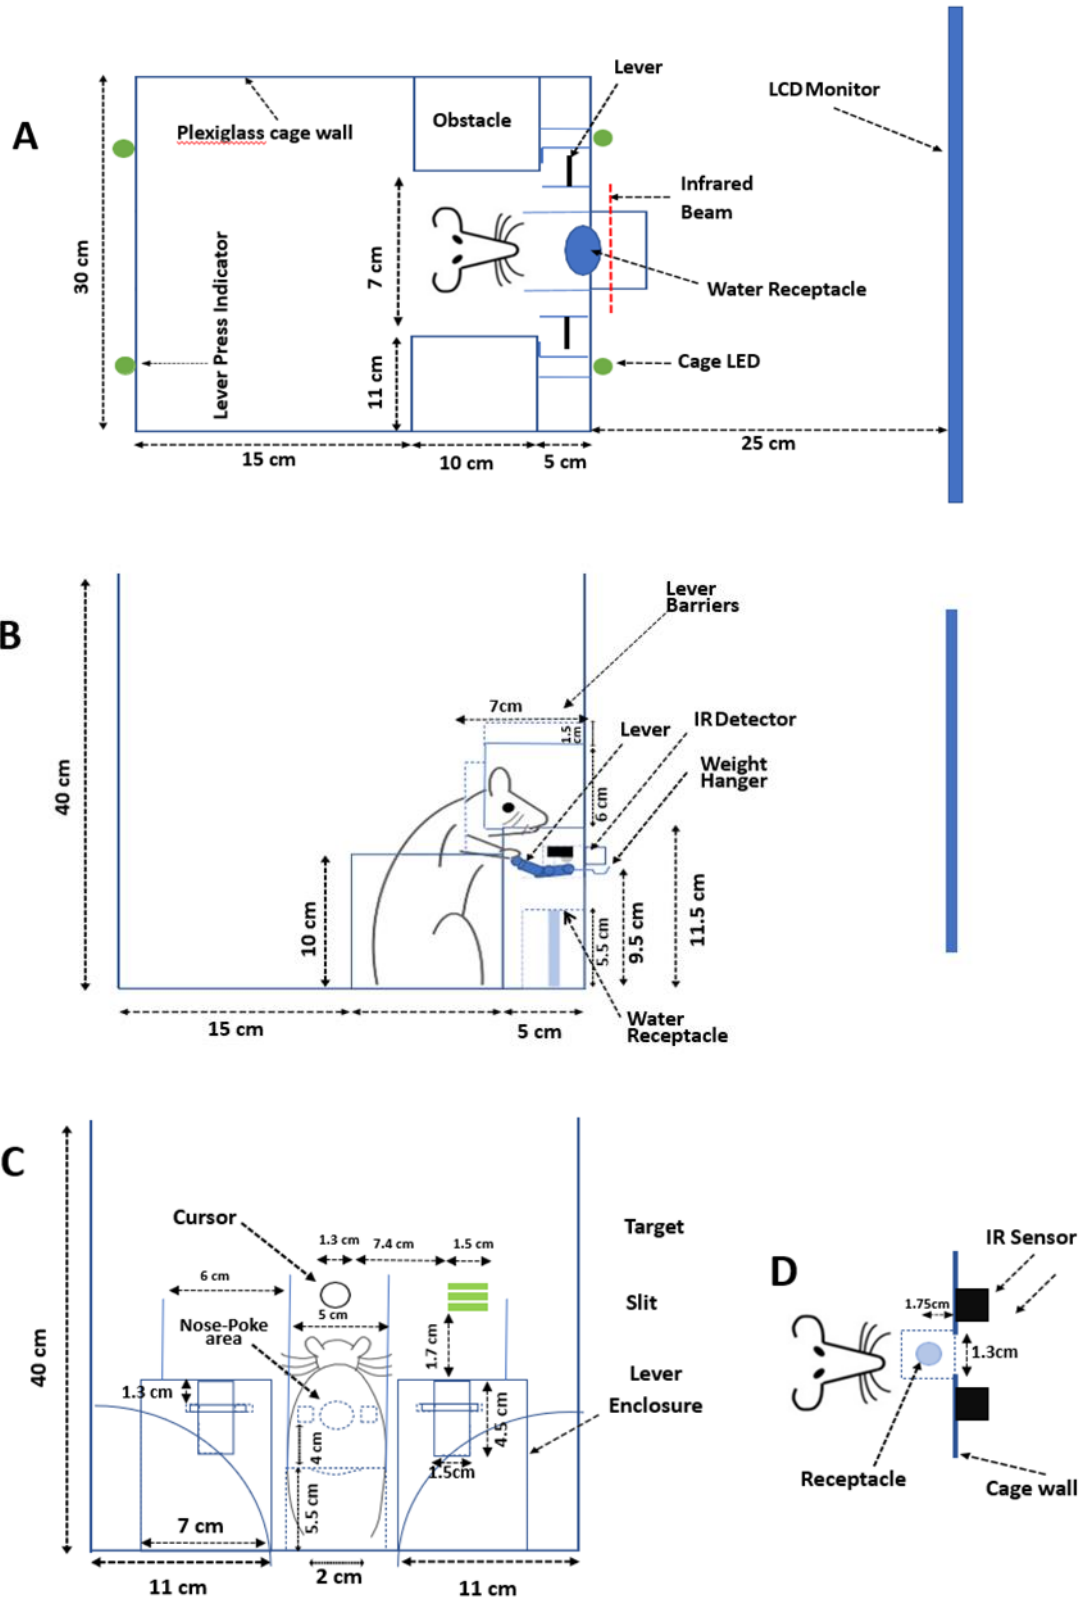 A
Lever
LCD Monitor
Plexiglass cage wall
Obstacle
Infrared
Beam
30 cm
Lever Press Indicator
7 cm
Water Receptacle
11 cm
Cage LED
15 cm
10 cm
5 cm
25 cm
B
Lever
Barriers
7cm
1.5
cm
Lever
IR Detector
Weight
Hanger
40 cm
6 cm
10 cm
5.5 cm
9.5 cm
11.5 cm
15 cm
5 cm
Water
Receptacle
C
Cursor
1.3 cm
7.4 cm
1.5 cm
Target
6 cm
Slit
5 cm
Nose-Poke
area
1.7 cm
40 cm
Lever
Enclosure
1.3 cm
4 cm
4.5 cm
1.5cm
5.5 cm
7 cm
2 cm
11 cm
11 cm
D
IR Sensor
1.75cm
1.3cm
Receptacle
Cage wall